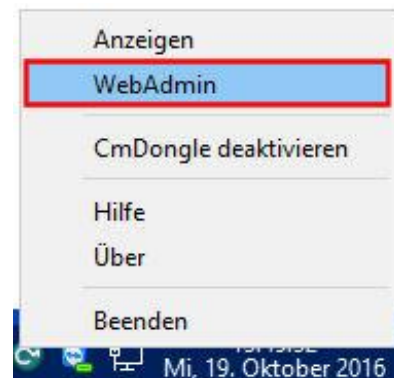 Anzeigen
WebAdmin
CmDongle deaktivieren
Hilfe
Über
Beenden
Mi, 19. Oktober 2016